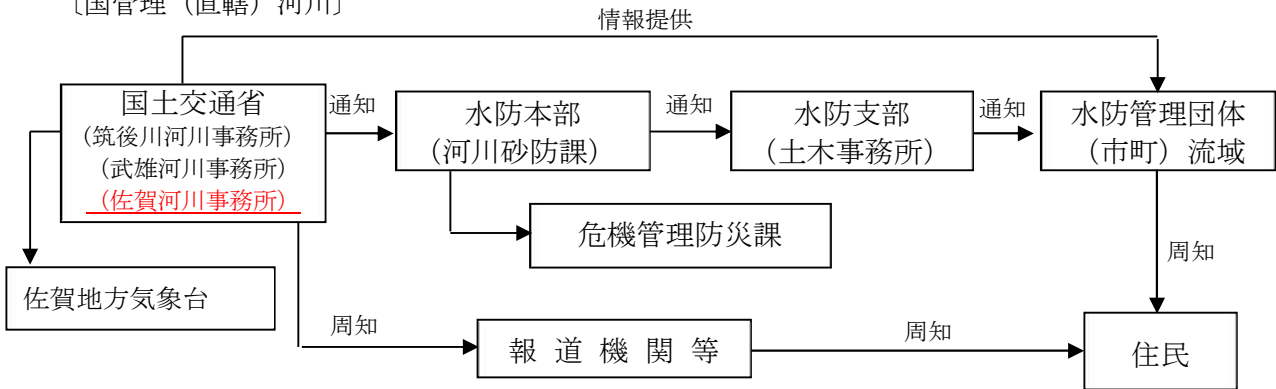 〔国管理（直轄）河川〕
情報提供
国土交通省
（筑後川河川事務所）
（武雄河川事務所）
（佐賀河川事務所）
通知
水防本部
（河川砂防課）
通知
水防支部
（土木事務所）
通知
水防管理団体
（市町）流域
危機管理防災課
周知
佐賀地方気象台
周知
報道機関等
周知
住民